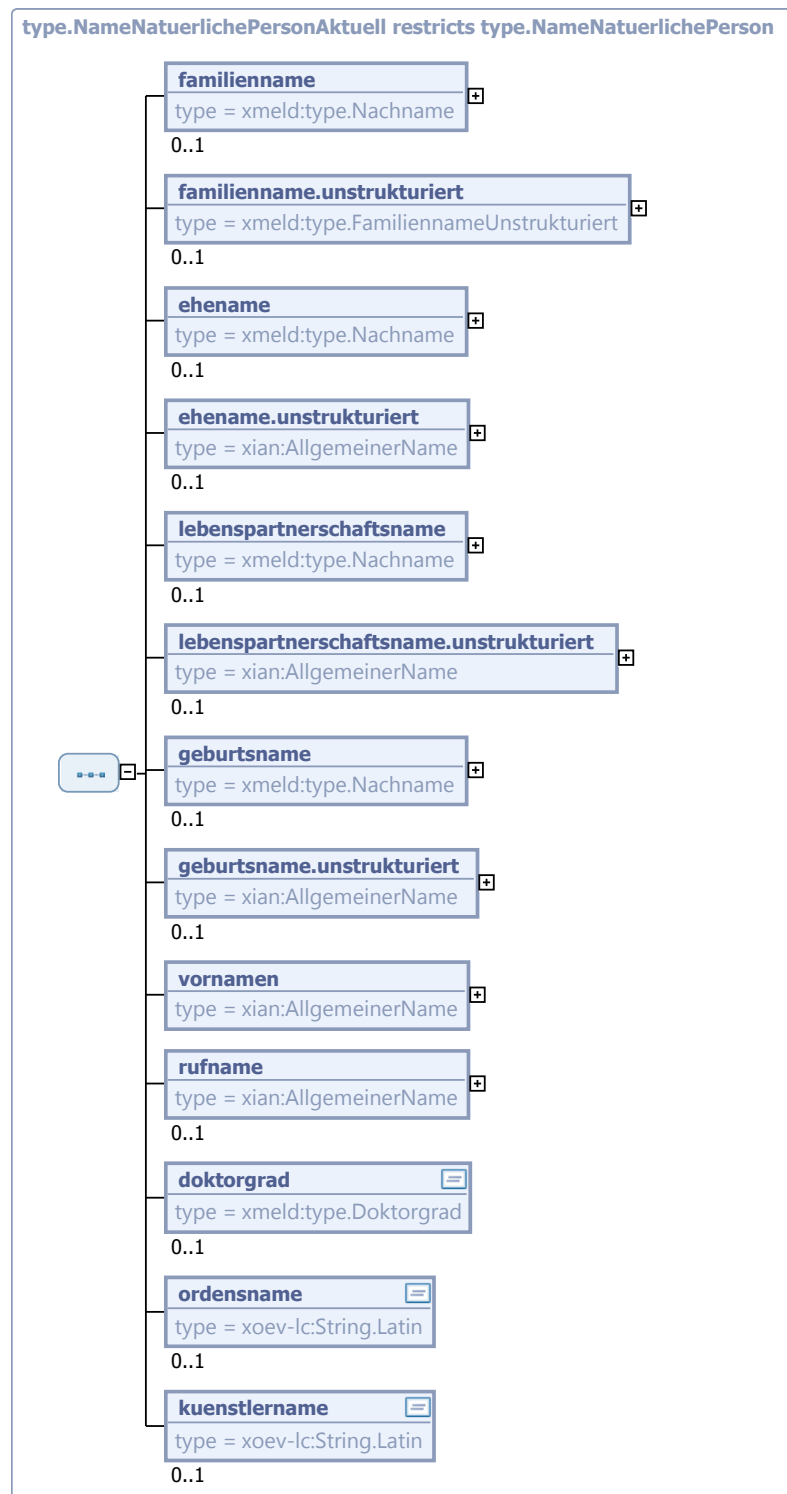 type.NameNatuerlichePersonAktuell restricts type.NameNatuerlichePerson
familienname
type = xmeld:type.Nachname
0..1
familienname.unstrukturiert
type = xmeld:type.FamiliennameUnstrukturiert
0..1
ehename
type = xmeld:type.Nachname
0..1
ehename.unstrukturiert
type = xian:AllgemeinerName
0..1
lebenspartnerschaftsname
type = xmeld:type.Nachname
0..1
lebenspartnerschaftsname.unstrukturiert
type = xian:AllgemeinerName
0..1
geburtsname
type = xmeld:type.Nachname
0..1
geburtsname.unstrukturiert
type = xian:AllgemeinerName
0..1
vornamen
type = xian:AllgemeinerName
rufname
type = xian:AllgemeinerName
0..1
doktorgrad
type = xmeld:type.Doktorgrad
0..1
ordensname
type = xoev-lc:String.Latin
0..1
kuenstlername
type = xoev-lc:String.Latin
0..1